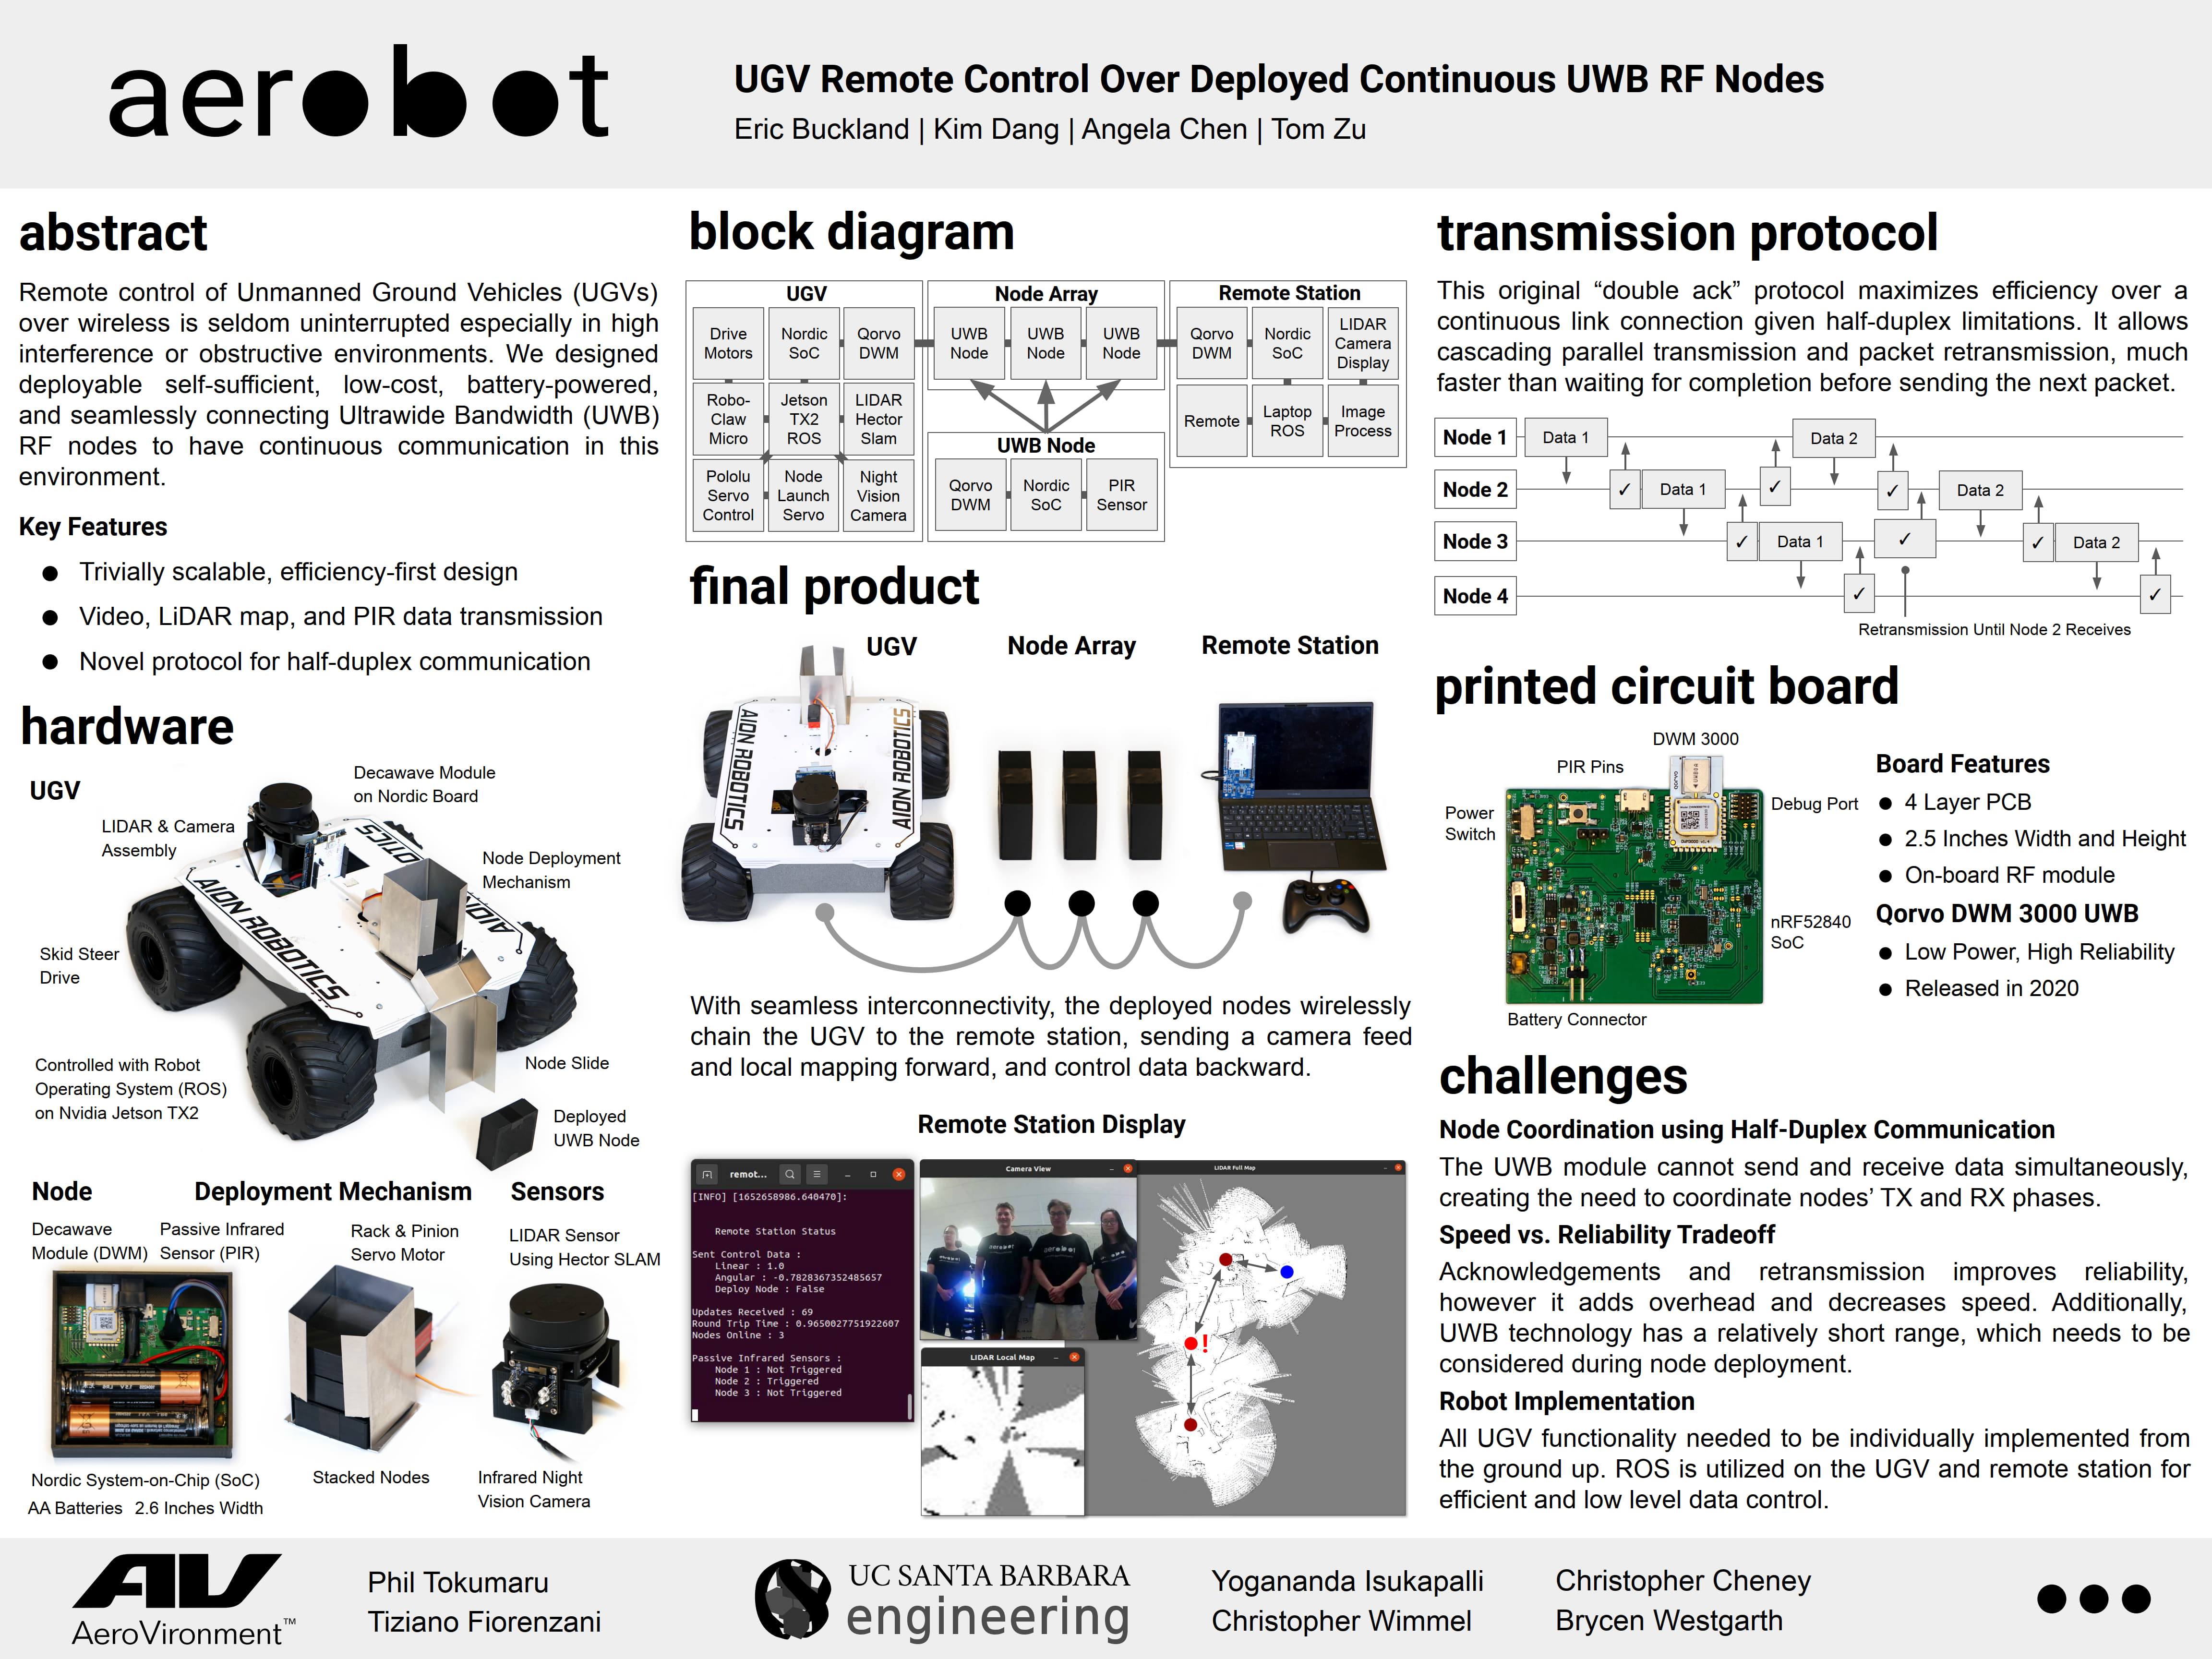 aerobot
UGV Remote Control Over Deployed Continuous UWB RF Nodes
Eric Buckland | Kim Dang | Angela Chen | Tom Zu
abstract
Remote control of Unmanned Ground Vehicles (UGVs)
over wireless is seldom uninterrupted especially in high
interference or obstructive environments. We designed
deployable self-sufficient, low-cost, battery-powered,
and seamlessly connecting Ultrawide Bandwidth (UWB)
RF nodes to have continuous communication in this
environment.
Key Features
● Trivially scalable, efficiency-first design
● Video, LiDAR map, and PIR data transmission
● Novel protocol for half-duplex communication
hardware
UGV
Decawave Module
on Nordic Board
LIDAR & Camera
Assembly
Node Deployment
Mechanism
AION ROBOTICS
Skid Steer
Drive
Controlled with Robot
Operating System (ROS)
on Nvidia Jetson TX2
Node Slide
Deployed
UWB Node
Node
Decawave
Module (DWM)
Passive Infrared
Sensor (PIR)
Nordic System-on-Chip (SoC)
AA Batteries 2.6 Inches Width
Deployment Mechanism
Rack & Pinion
Servo Motor
Stacked Nodes
Sensors
LIDAR Sensor
Using Hector SLAM
Infrared Night
Vision Camera
block diagram
UGV
Drive
Motors
Nordic
SoC
Qorvo
DWM
Robo-
Claw
Micro
Jetson
TX2
ROS
LIDAR
Hector
Slam
Pololu
Servo
Control
Node
Launch
Servo
Night
Vision
Camera
Node Array
UWB
Node
UWB
Node
UWB
Node
UWB Node
Qorvo
DWM
Nordic
SoC
PIR
Sensor
Remote Station
Qorvo
DWM
Nordic
SoC
LIDAR
Camera
Display
Remote
Laptop
ROS
Image
Process
final product
UGV
Node Array
Remote Station
AION ROBOTICS
AION ROBOTICS
With seamless interconnectivity, the deployed nodes wirelessly
chain the UGV to the remote station, sending a camera feed
and local mapping forward, and control data backward.
Remote Station Display
remot...
[INFO] [1652658986.640470]:
Remote Station Status
Sent Control Data :
Linear : 1.0
Angular : -0.7828367352485657
Deploy Node : False
Updates Received : 69
Round Trip Time : 0.9650027751922607
Nodes Online : 3
Passive Infrared Sensors :
Node 1 : Not Triggered
Node 2 : Triggered
Node 3 : Not Triggered
Camera View
aerobot
aerobot
LIDAR Local Map
LIDAR Full Map
!
transmission protocol
This original “double ack” protocol maximizes efficiency over a
continuous link connection given half-duplex limitations. It allows
cascading parallel transmission and packet retransmission, much
faster than waiting for completion before sending the next packet.
Node 1 Data 1 Data 2
Node 2 ✓ Data 1 ✓ ✓ Data 2
Node 3 ✓ Data 1 ✓ ✓ Data 2
Node 4 ✓ ✓
Retransmission Until Node 2 Receives
printed circuit board
DWM 3000
PIR Pins
Power
Switch
Debug Port
nRF52840
SoC
Battery Connector
Board Features
● 4 Layer PCB
● 2.5 Inches Width and Height
● On-board RF module
Qorvo DWM 3000 UWB
● Low Power, High Reliability
● Released in 2020
challenges
Node Coordination using Half-Duplex Communication
The UWB module cannot send and receive data simultaneously,
creating the need to coordinate nodes’ TX and RX phases.
Speed vs. Reliability Tradeoff
Acknowledgements and retransmission improves reliability,
however it adds overhead and decreases speed. Additionally,
UWB technology has a relatively short range, which needs to be
considered during node deployment.
Robot Implementation
All UGV functionality needed to be individually implemented from
the ground up. ROS is utilized on the UGV and remote station for
efficient and low level data control.
AV
AeroVironment™
Phil Tokumaru
Tiziano Fiorenzani
UC SANTA BARBARA
engineering
Yogananda Isukapalli
Christopher Wimmel
Christopher Cheney
Brycen Westgarth